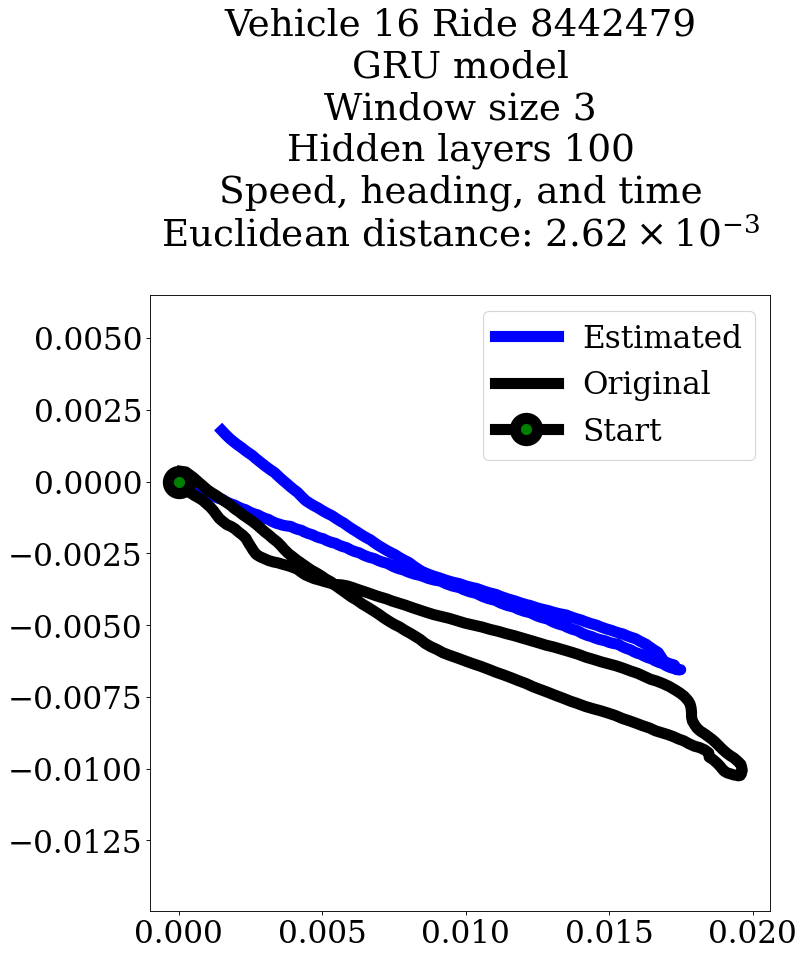 Vehicle 16 Ride 8442479
GRU model
Window size 3
Hidden layers 100
Speed, heading, and time
Euclidean distance: 2.62 × 10⁻³
Estimated
Original
Start
0.0050
0.0025
0.0000
−0.0025
−0.0050
−0.0075
−0.0100
−0.0125
0.000 0.005 0.010 0.015 0.020